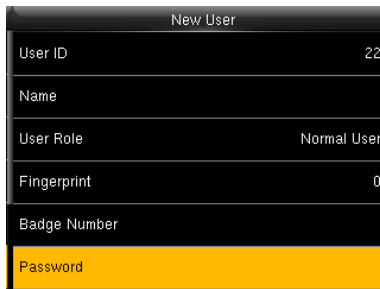 New User
User ID 22
Name
User Role Normal User
Fingerprint 0
Badge Number
Password